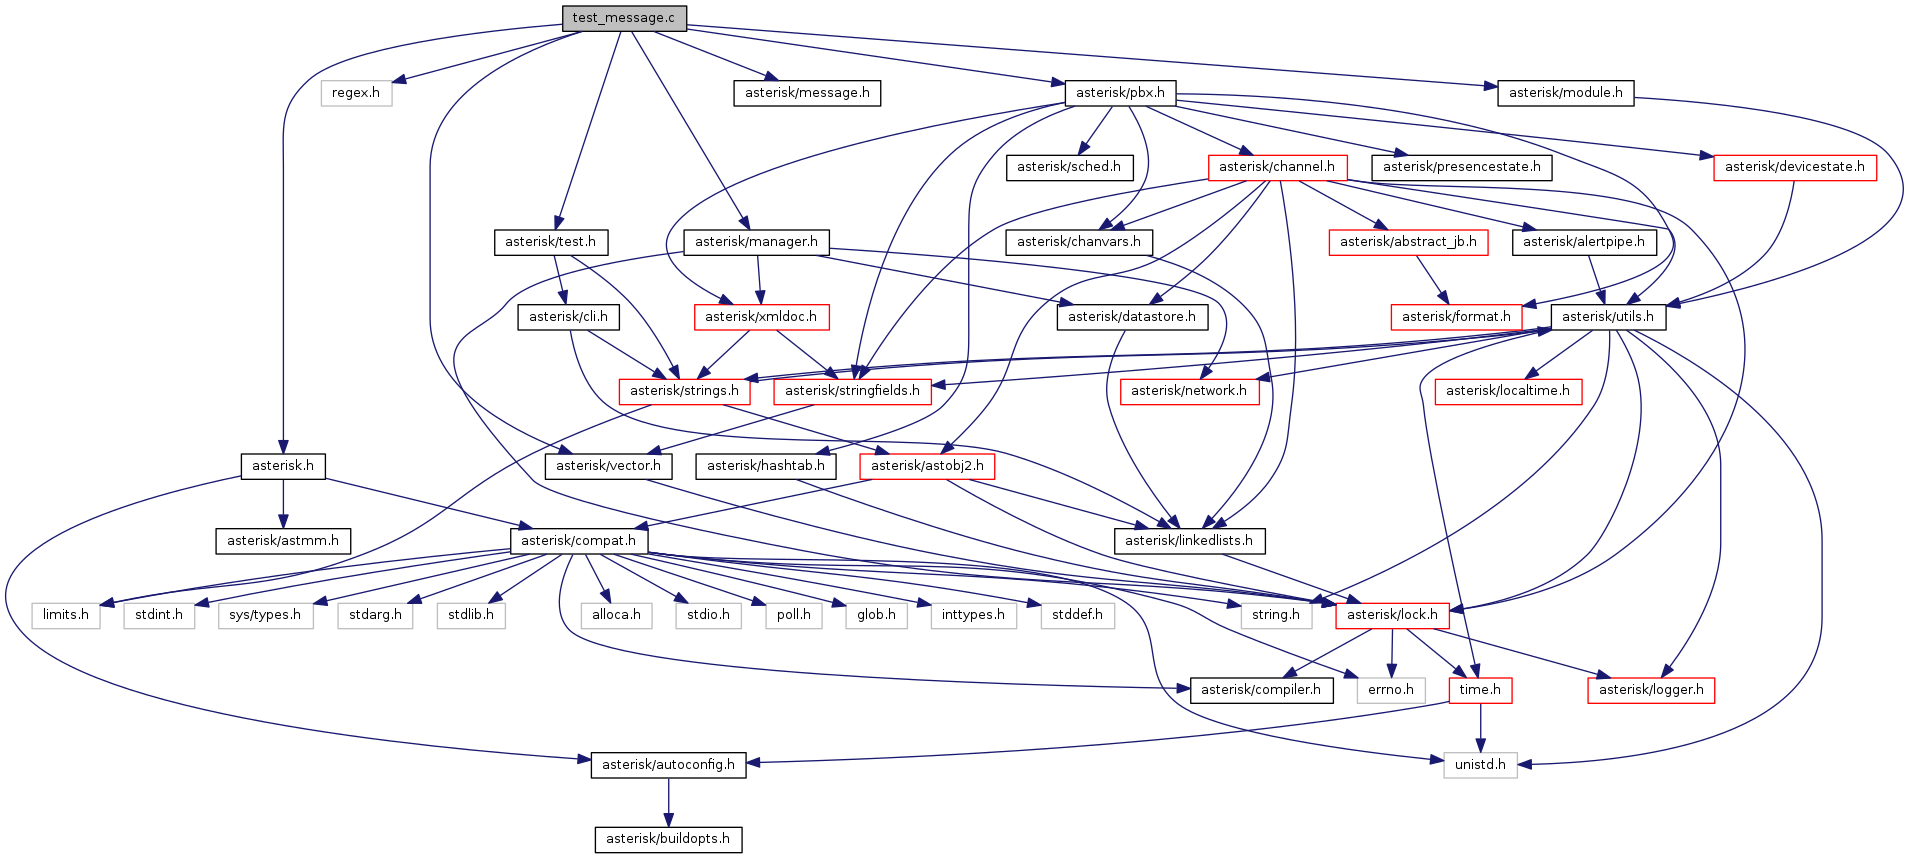 test_message.c
regex.h
asterisk/message.h
asterisk/pbx.h
asterisk/module.h
asterisk/sched.h
asterisk/channel.h
asterisk/presencestate.h
asterisk/devicestate.h
asterisk/test.h
asterisk/manager.h
asterisk/chanvars.h
asterisk/abstract_jb.h
asterisk/alertpipe.h
asterisk/cli.h
asterisk/xmldoc.h
asterisk/datastore.h
asterisk/format.h
asterisk/utils.h
asterisk/strings.h
asterisk/stringfields.h
asterisk/network.h
asterisk/localtime.h
asterisk.h
asterisk/vector.h
asterisk/hashtab.h
asterisk/astobj2.h
asterisk/astmm.h
asterisk/compat.h
asterisk/linkedlists.h
limits.h
stdint.h
sys/types.h
stdarg.h
stdlib.h
alloca.h
stdio.h
poll.h
glob.h
inttypes.h
stddef.h
string.h
asterisk/lock.h
asterisk/compiler.h
errno.h
time.h
asterisk/logger.h
asterisk/autoconfig.h
unistd.h
asterisk/buildopts.h